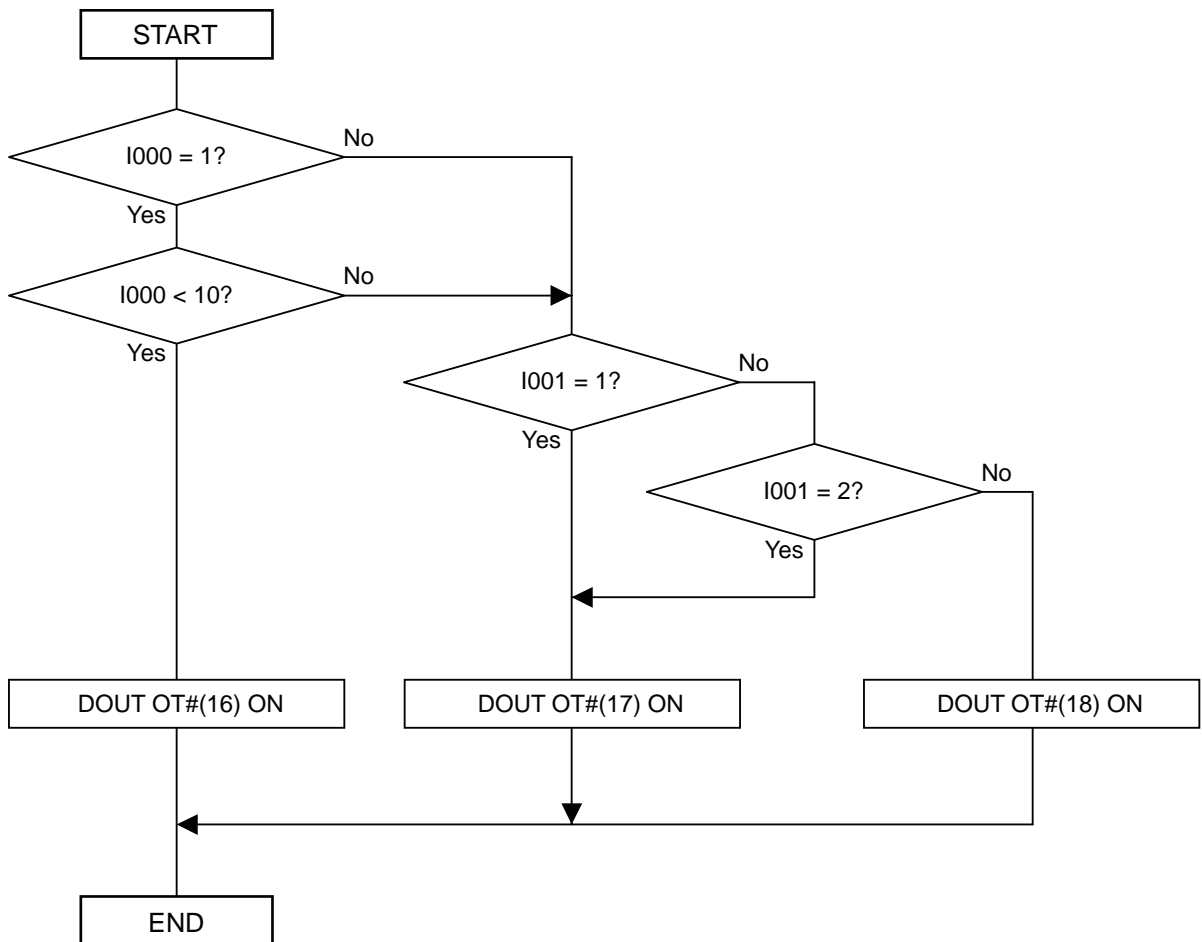 START
I000 = 1?
No
Yes
I000 < 10?
No
Yes
I001 = 1?
No
Yes
I001 = 2?
No
Yes
DOUT OT#(16) ON
DOUT OT#(17) ON
DOUT OT#(18) ON
END